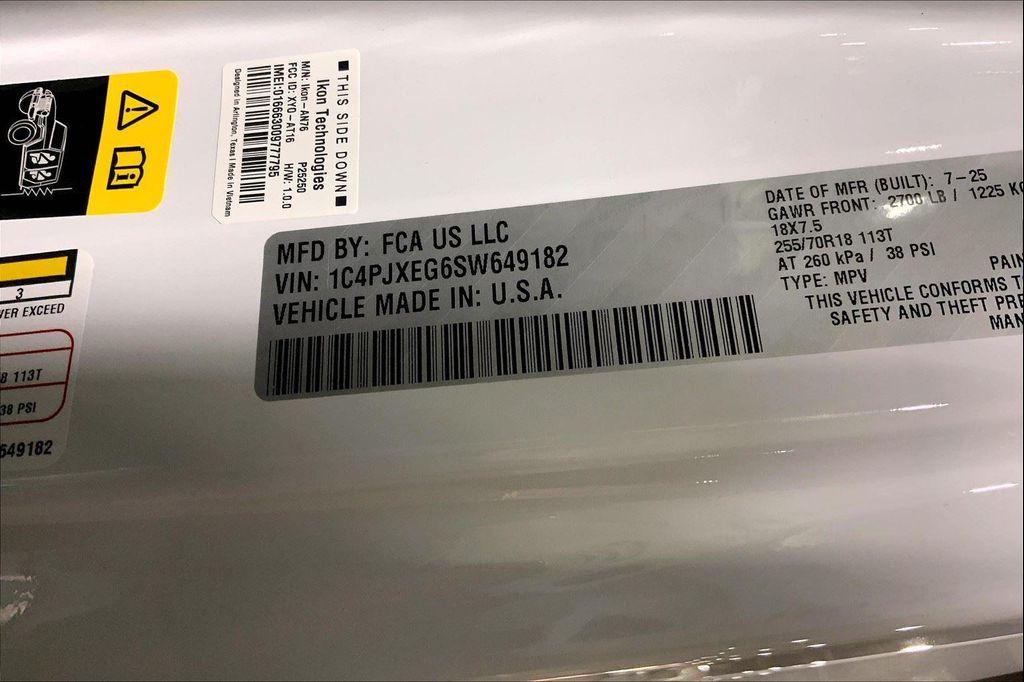 THIS SIDE DOWN
Ikon Technologies
M/N: Ikon-AN76 P25250
FCC ID: XYO-AT16 H/W: 1.0.0
IMEI:016663009777795
Designed in Arlington, Texas | Made in Vietnam
3
VER EXCEED
8 113T
38 PSI
649182
MFD BY: FCA US LLC
VIN: 1C4PJXEG6SW649182
VEHICLE MADE IN: U.S.A.
DATE OF MFR (BUILT): 7-25
GAWR FRONT: 2700 LB / 1225 KG
18X7.5
255/70R18 113T
AT 260 kPa / 38 PSI
TYPE: MPV
PAIN
THIS VEHICLE CONFORMS T
SAFETY AND THEFT PRE
MAN